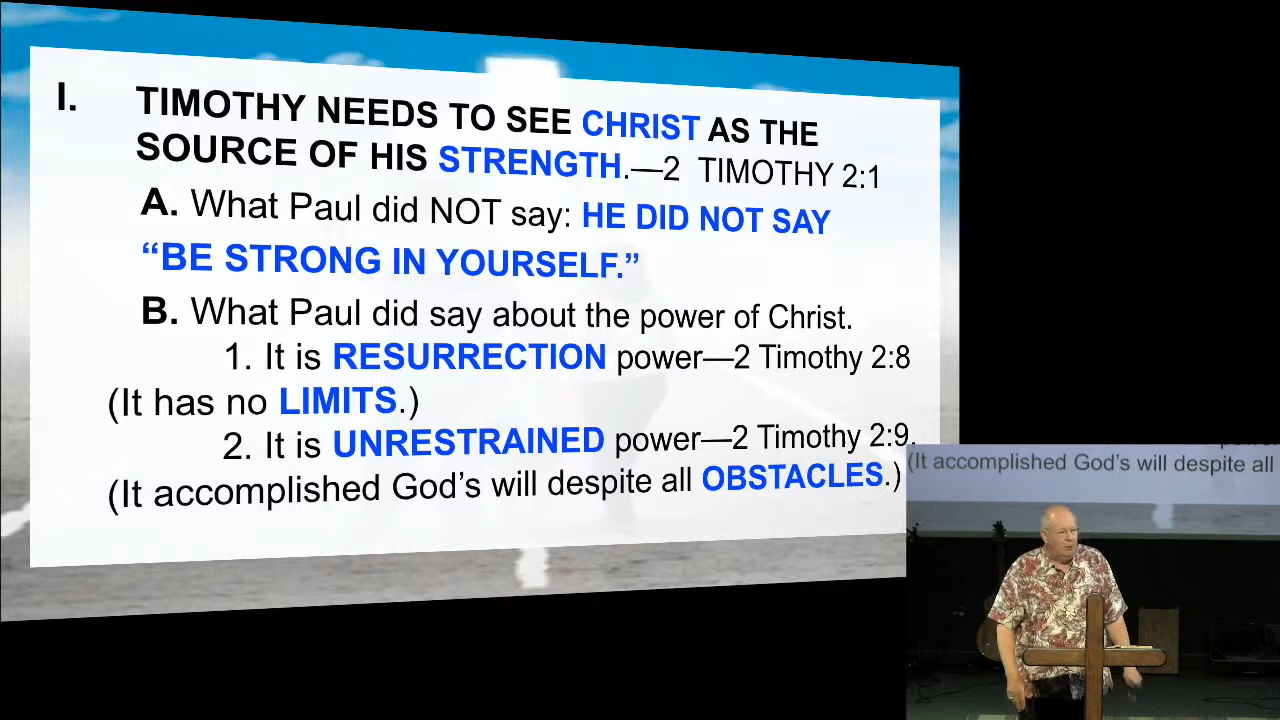 I. TIMOTHY NEEDS TO SEE CHRIST AS THE
SOURCE OF HIS STRENGTH.—2 TIMOTHY 2:1
A. What Paul did NOT say: HE DID NOT SAY
“BE STRONG IN YOURSELF.”
B. What Paul did say about the power of Christ.
1. It is RESURRECTION power—2 Timothy 2:8
(It has no LIMITS.)
2. It is UNRESTRAINED power—2 Timothy 2:9.
(It accomplished God’s will despite all OBSTACLES.)
(It accomplished God’s will despite all